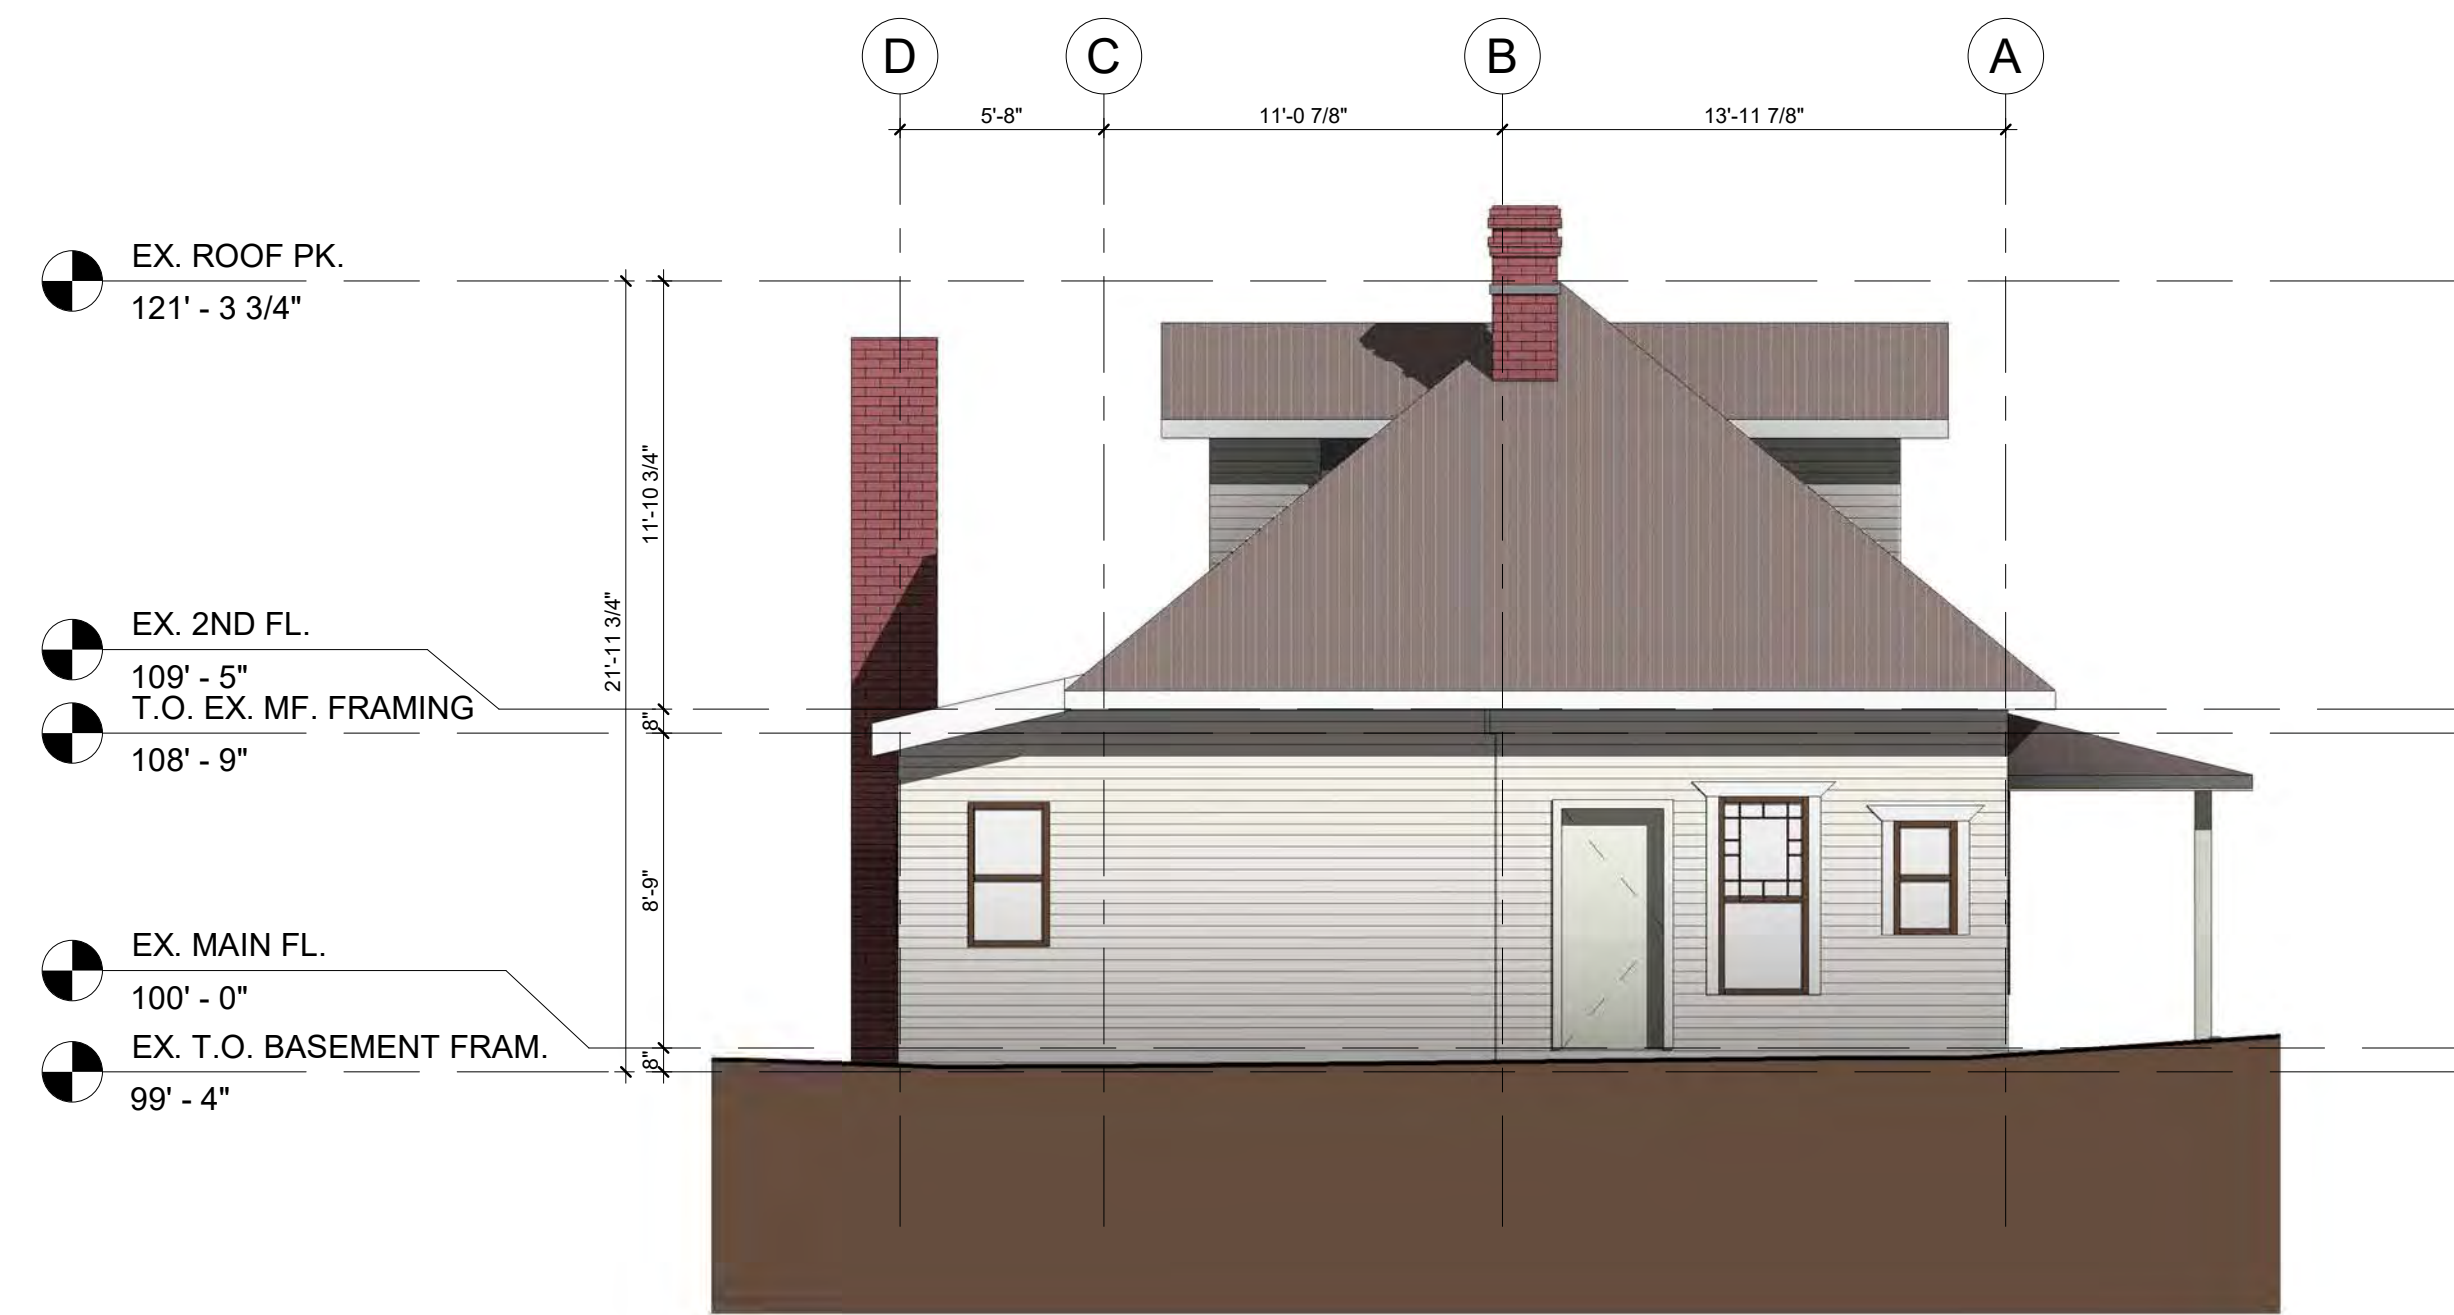 D C B A
5'-8" 11'-0 7/8" 13'-11 7/8"
EX. ROOF PK.
121' - 3 3/4"
11'-10 3/4"
21'-11 3/4"
EX. 2ND FL.
109' - 5"
T.O. EX. MF. FRAMING
8"
108' - 9"
8'-9"
EX. MAIN FL.
100' - 0"
EX. T.O. BASEMENT FRAM.
8"
99' - 4"